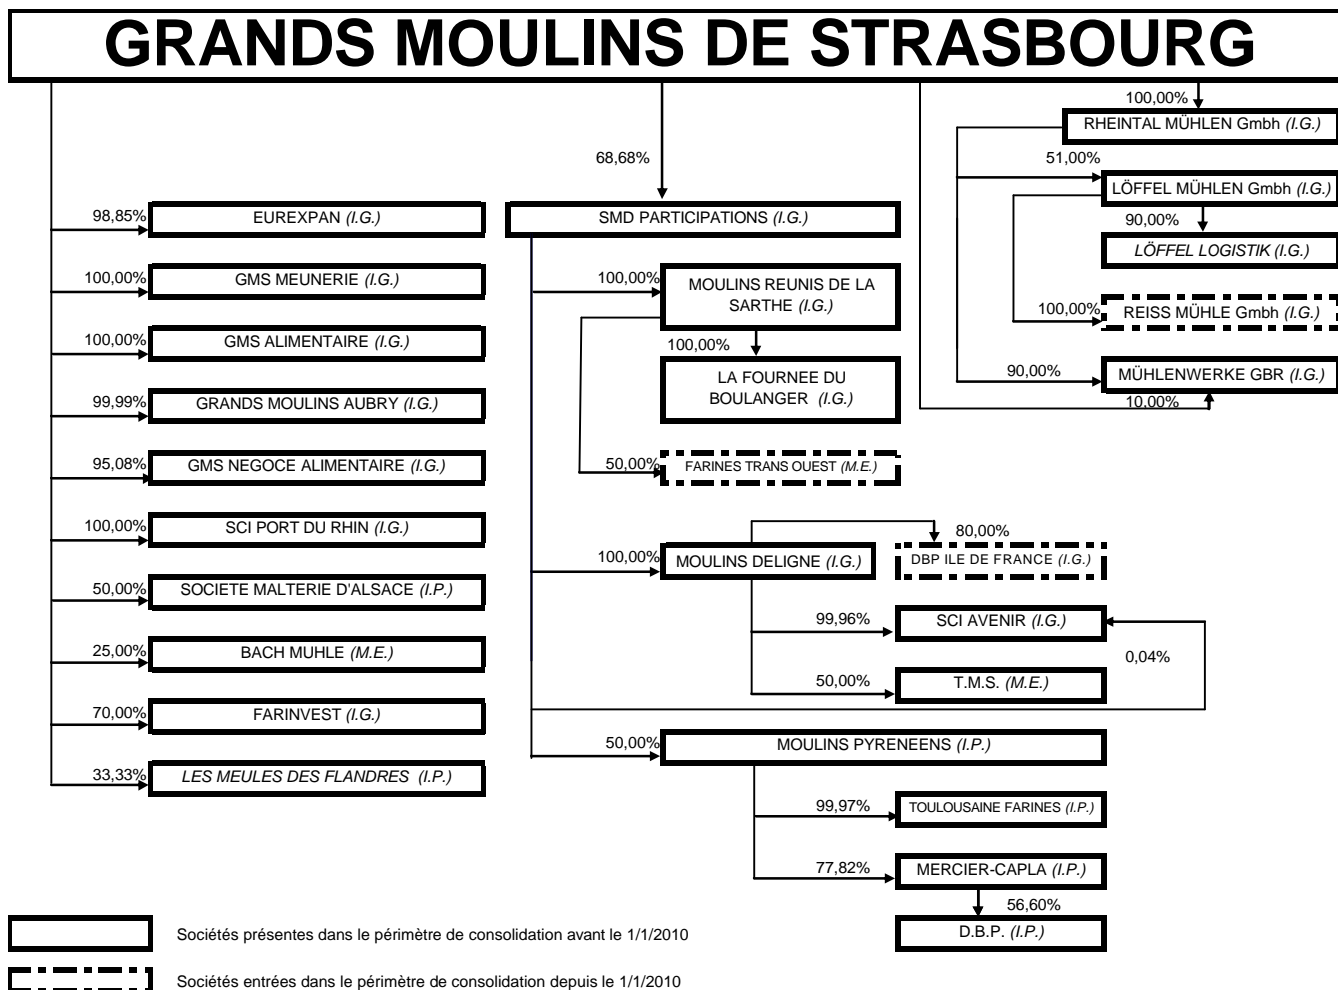 GRANDS MOULINS DE STRASBOURG
100,00%
RHEINTAL MÜHLEN Gmbh (I.G.)
68,68%
51,00%
LÖFFEL MÜHLEN Gmbh (I.G.)
98,85%
EUREXPAN (I.G.)
SMD PARTICIPATIONS (I.G.)
90,00%
LÖFFEL LOGISTIK (I.G.)
100,00%
GMS MEUNERIE (I.G.)
100,00%
MOULINS REUNIS DE LA
SARTHE (I.G.)
100,00%
REISS MÜHLE Gmbh (I.G.)
100,00%
GMS ALIMENTAIRE (I.G.)
100,00%
LA FOURNEE DU
BOULANGER (I.G.)
90,00%
MÜHLENWERKE GBR (I.G.)
10,00%
99,99%
GRANDS MOULINS AUBRY (I.G.)
95,08%
GMS NEGOCE ALIMENTAIRE (I.G.)
50,00%
FARINES TRANS OUEST (M.E.)
100,00%
SCI PORT DU RHIN (I.G.)
80,00%
100,00%
MOULINS DELIGNE (I.G.)
DBP ILE DE FRANCE (I.G.)
50,00%
SOCIETE MALTERIE D'ALSACE (I.P.)
99,96%
SCI AVENIR (I.G.)
0,04%
25,00%
BACH MUHLE (M.E.)
50,00%
T.M.S. (M.E.)
70,00%
FARINVEST (I.G.)
50,00%
MOULINS PYRENEENS (I.P.)
33,33%
LES MEULES DES FLANDRES (I.P.)
99,97%
TOULOUSAINE FARINES (I.P.)
77,82%
MERCIER-CAPLA (I.P.)
56,60%
D.B.P. (I.P.)
Sociétés présentes dans le périmètre de consolidation avant le 1/1/2010
Sociétés entrées dans le périmètre de consolidation depuis le 1/1/2010